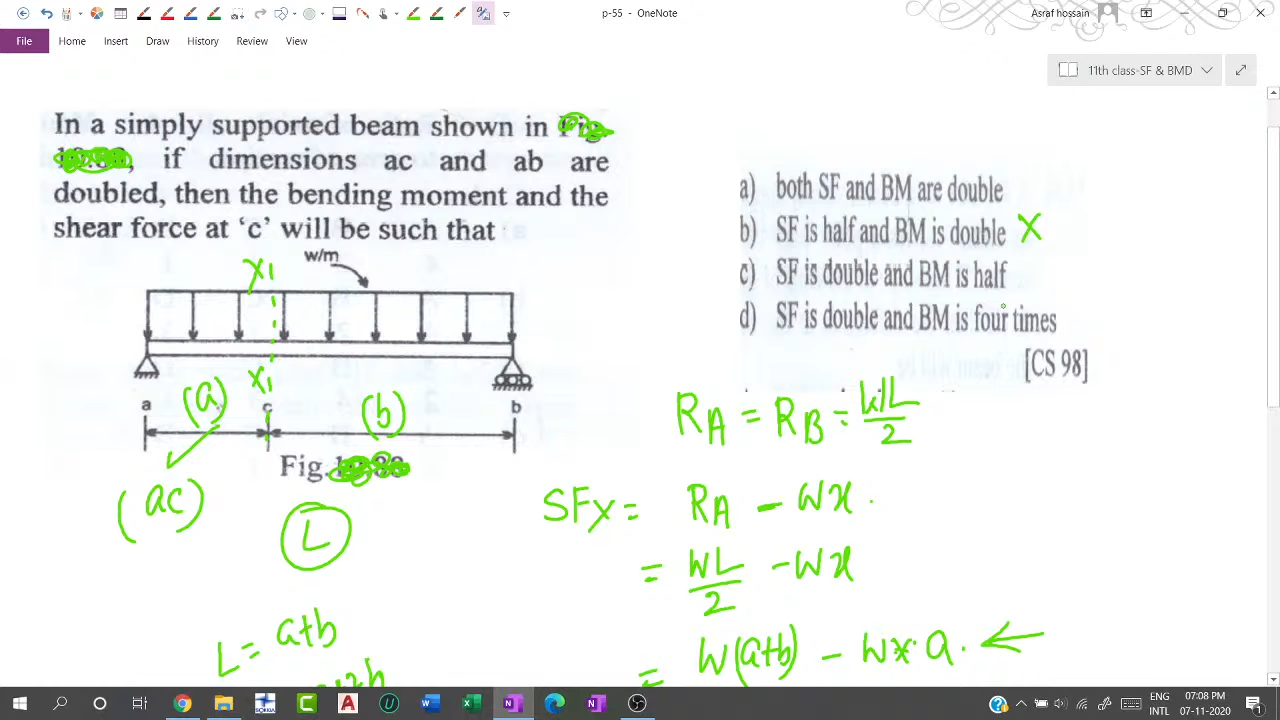 p-55 - OneNote
Asraf hossain
File Home Insert Draw History Review View
11th class-SF & BMD
In a simply supported beam shown in
if dimensions ac and ab are
doubled, then the bending moment and the
shear force at 'c' will be such that
w/m
X
X
a c b
(a) (b)
Fig.
(ac)
L
L = a+b
a) both SF and BM are double
b) SF is half and BM is double X
c) SF is double and BM is half
d) SF is double and BM is four times
[CS 98]
RA = RB = WL/2
SFx = RA - Wx
= WL/2 - Wx
= W(a+b) - W*a.
ENG 07:08 PM
INTL 07-11-2020